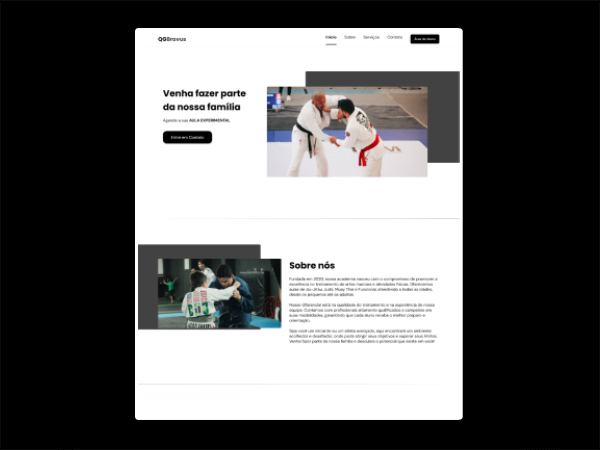 QGBravus
Início Sobre Serviços Contato Área do Aluno
Venha fazer parte
da nossa família
Agende a sua AULA EXPERIMENTAL
Entre em Contato
Sobre nós
Fundada em 2020, nossa academia nasceu com o compromisso de promover a
excelência no treinamento de artes marciais e atividades físicas. Oferecemos
aulas de Jiu-Jitsu, Judô, Muay Thai e Funcional atendendo a todas as idades,
desde os pequenos até os adultos.
Nosso diferencial está na qualidade do treinamento e na experiência da nossa
equipe. Contamos com profissionais altamente qualificados e campeões em
suas modalidades, garantindo que cada aluno receba o melhor preparo e
orientação.
Seja você um iniciante ou um atleta avançado, aqui encontrará um ambiente
acolhedor e desafiador, onde pode atingir seus objetivos e superar seus limites.
Venha fazer parte da nossa família e descubra o potencial que existe em você!